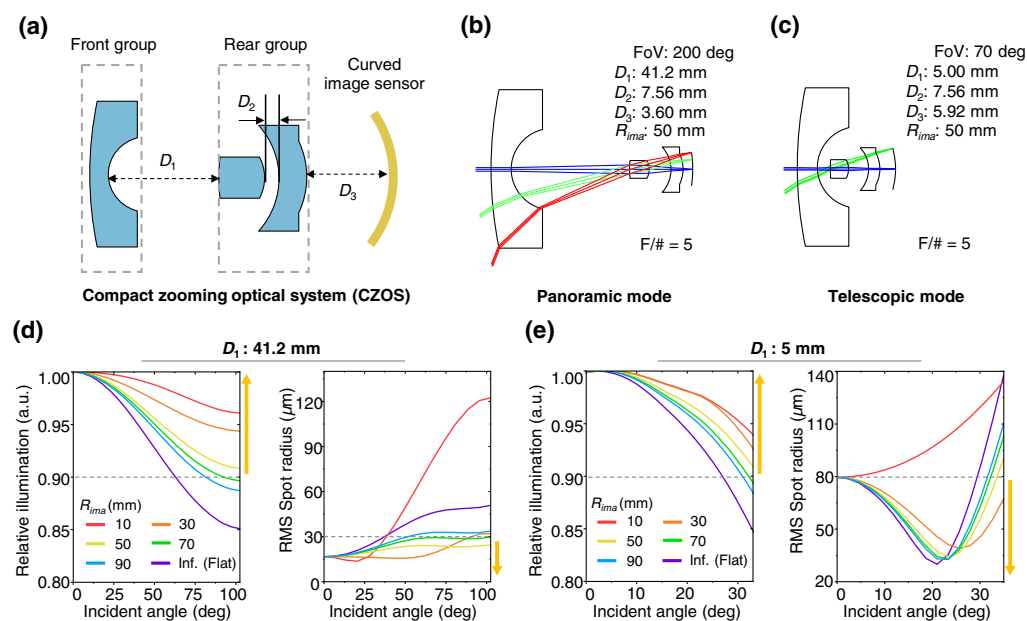 (a)
Front group
Rear group
Curved
image sensor
D2
D1
D3
Compact zooming optical system (CZOS)
(b)
FoV: 200 deg
D1: 41.2 mm
D2: 7.56 mm
D3: 3.60 mm
Rima: 50 mm
F/# = 5
Panoramic mode
(c)
FoV: 70 deg
D1: 5.00 mm
D2: 7.56 mm
D3: 5.92 mm
Rima: 50 mm
F/# = 5
Telescopic mode
(d)
D1 : 41.2 mm
Relative illumination (a.u.)
1.00
0.95
0.90
0.85
0.80
Rima (mm)
10 30
50 70
90 Inf. (Flat)
0 25 50 75 100
Incident angle (deg)
RMS Spot radius (µm)
120
90
60
30
0
0 25 50 75 100
Incident angle (deg)
(e)
D1 : 5 mm
Relative illumination (a.u.)
1.00
0.95
0.90
0.85
0.80
Rima (mm)
10 30
50 70
90 Inf. (Flat)
0 10 20 30
Incident angle (deg)
RMS Spot radius (µm)
140
110
80
50
20
0 10 20 30
Incident angle (deg)